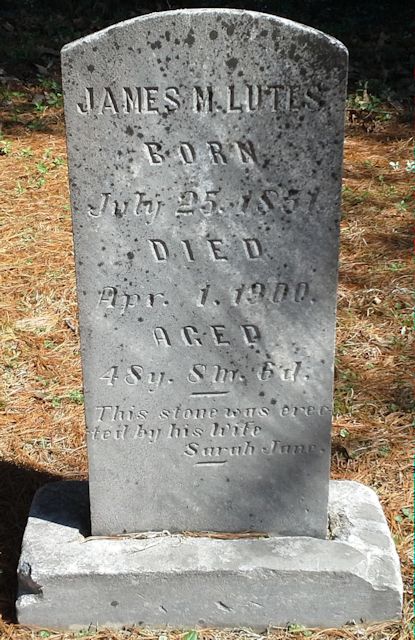 JAMES M. LUTES
BORN
July 25. 1851.
DIED
Apr. 1. 1900.
AGED
48y. 8m. 6d.
This stone was erec-
ted by his wife
Sarah Jane.